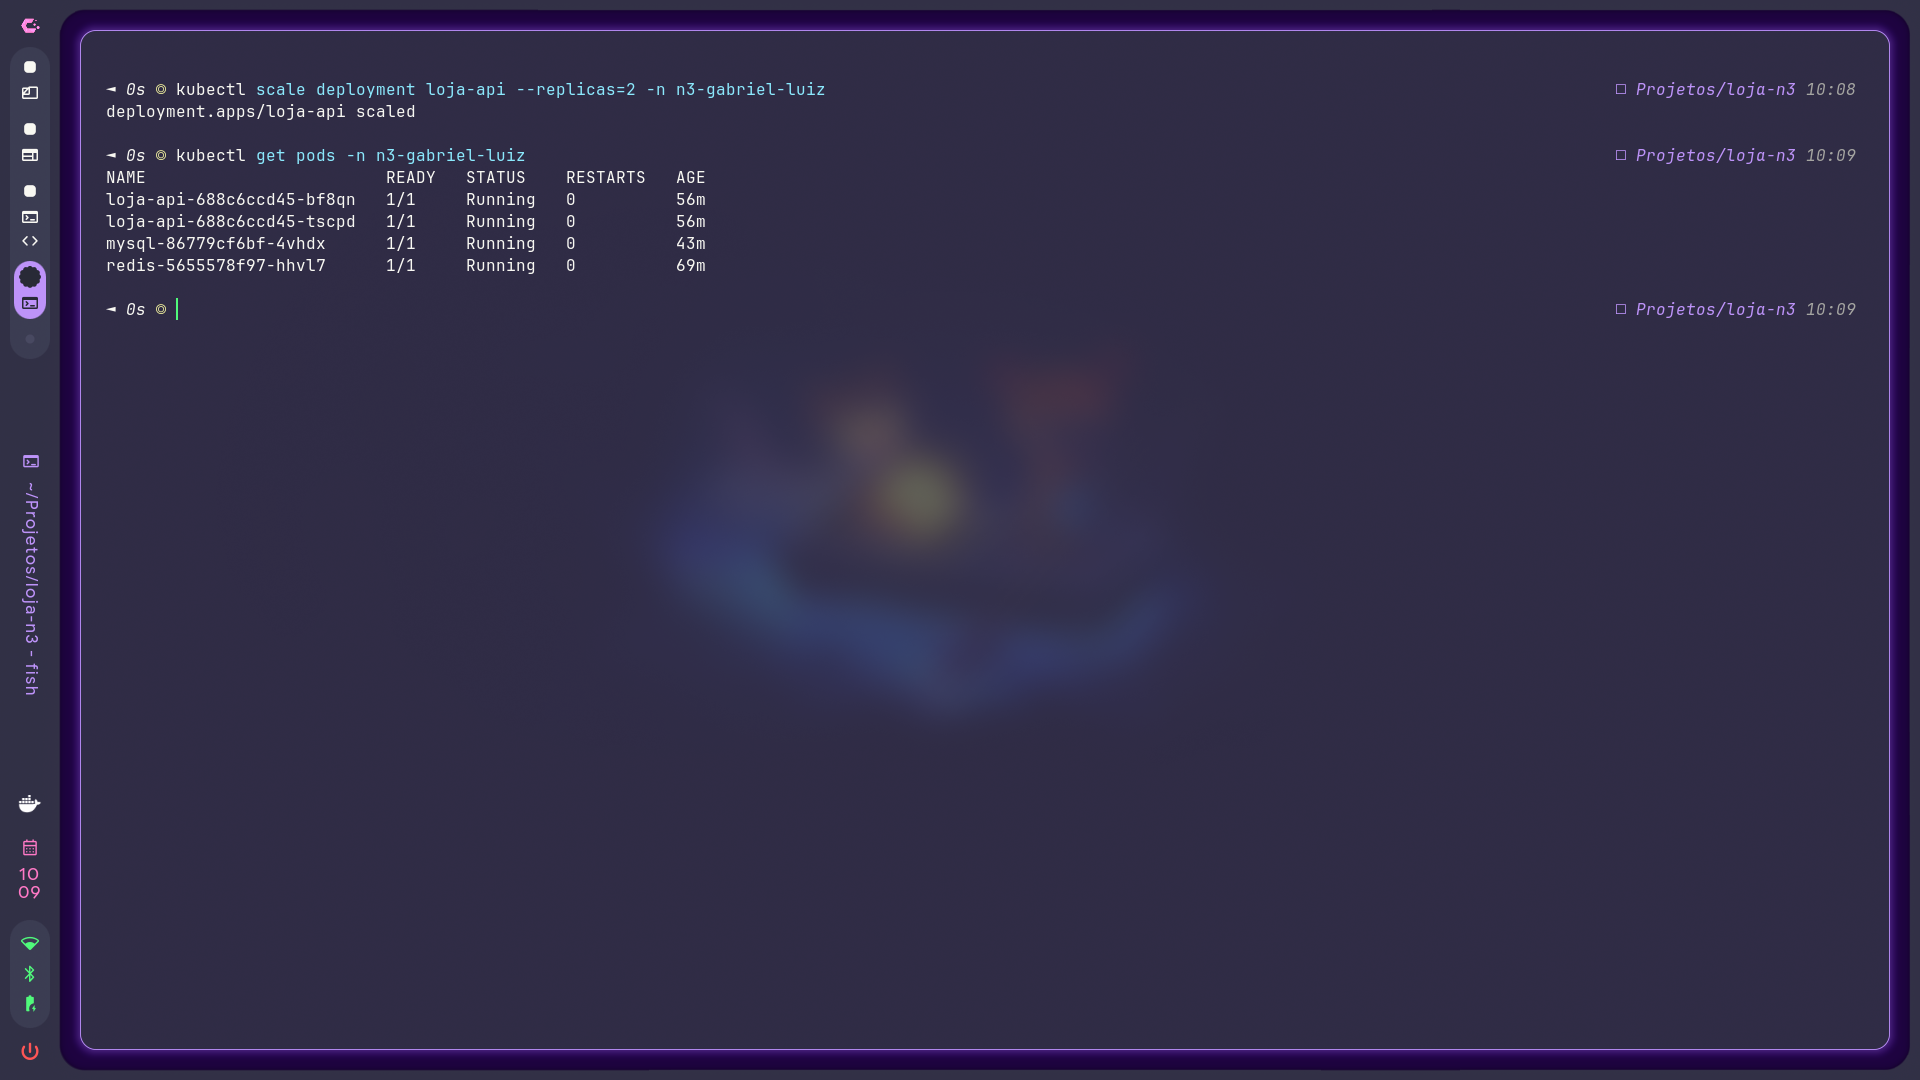 ◄ 0s ◎ kubectl scale deployment loja-api --replicas=2 -n n3-gabriel-luiz □ Projetos/loja-n3 10:08
deployment.apps/loja-api scaled
◄ 0s ◎ kubectl get pods -n n3-gabriel-luiz □ Projetos/loja-n3 10:09
NAME READY STATUS RESTARTS AGE
loja-api-688c6ccd45-bf8qn 1/1 Running 0 56m
loja-api-688c6ccd45-tscpd 1/1 Running 0 56m
mysql-86779cf6bf-4vhdx 1/1 Running 0 43m
redis-5655578f97-hhvl7 1/1 Running 0 69m
◄ 0s ◎ □ Projetos/loja-n3 10:09
~/Projetos/loja-n3 - fish
10
09